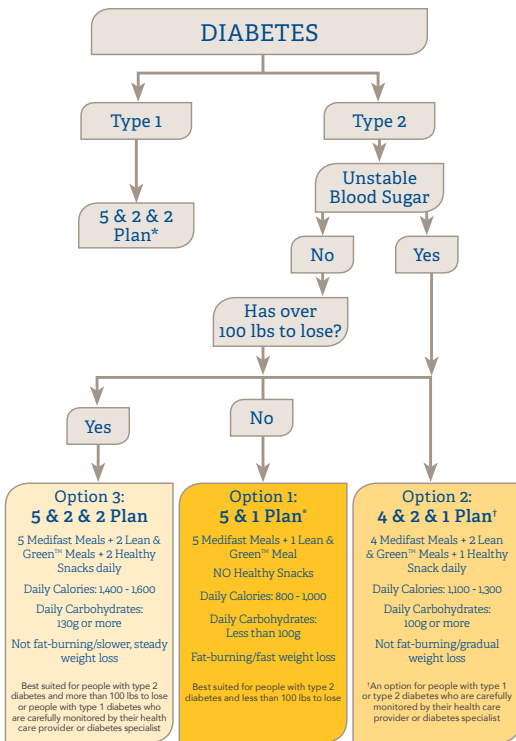 DIABETES
Type 1
Type 2
5 & 2 & 2
Plan*
Unstable
Blood Sugar
No
Yes
Has over
100 lbs to lose?
Yes
No
Option 3:
5 & 2 & 2 Plan
5 Medifast Meals + 2 Lean &
Green™ Meals + 2 Healthy
Snacks daily
Daily Calories: 1,400 - 1,600
Daily Carbohydrates:
130g or more
Not fat-burning/slower, steady
weight loss
Best suited for people with type 2
diabetes and more than 100 lbs to lose
or people with type 1 diabetes who
are carefully monitored by their health
care provider or diabetes specialist
Option 1:
5 & 1 Plan®
5 Medifast Meals + 1 Lean &
Green™ Meal
NO Healthy Snacks
Daily Calories: 800 - 1,000
Daily Carbohydrates:
Less than 100g
Fat-burning/fast weight loss
Best suited for people with type 2
diabetes and less than 100 lbs to lose
Option 2:
4 & 2 & 1 Plan†
4 Medifast Meals + 2 Lean
& Green™ Meals + 1 Healthy
Snack daily
Daily Calories: 1,100 - 1,300
Daily Carbohydrates:
100g or more
Not fat-burning/gradual
weight loss
†An option for people with type 1
or type 2 diabetes who are carefully
monitored by their health care
provider or diabetes specialist